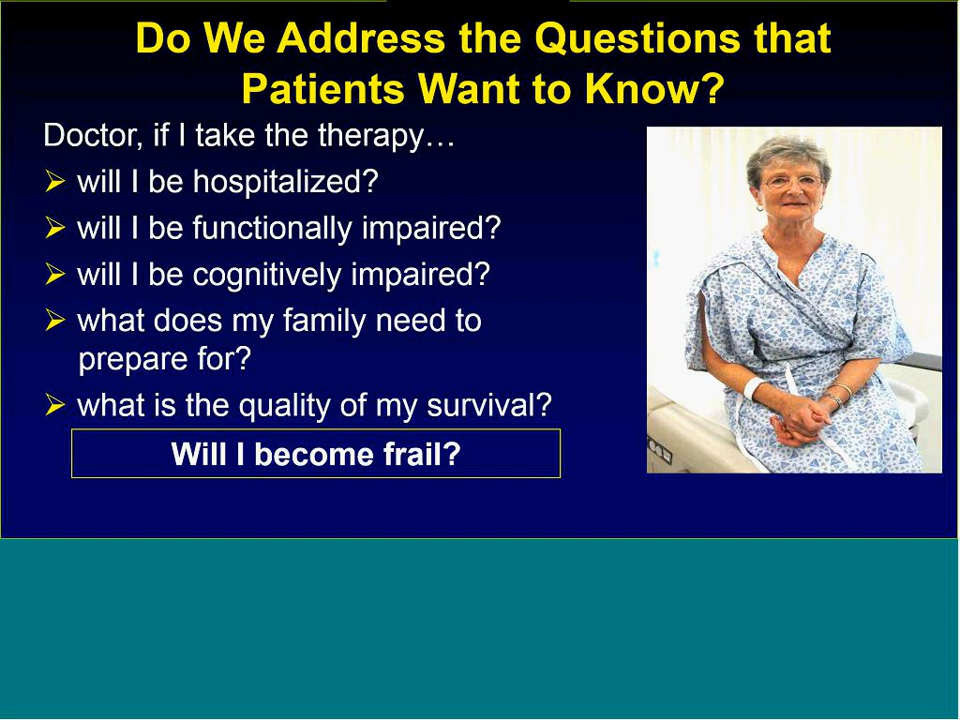 Do We Address the Questions that
Patients Want to Know?
Doctor, if I take the therapy…
➢ will I be hospitalized?
➢ will I be functionally impaired?
➢ will I be cognitively impaired?
➢ what does my family need to
prepare for?
➢ what is the quality of my survival?
Will I become frail?